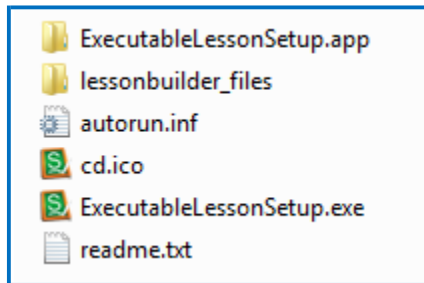 ExecutableLessonSetup.app
lessonbuilder_files
autorun.inf
cd.ico
ExecutableLessonSetup.exe
readme.txt